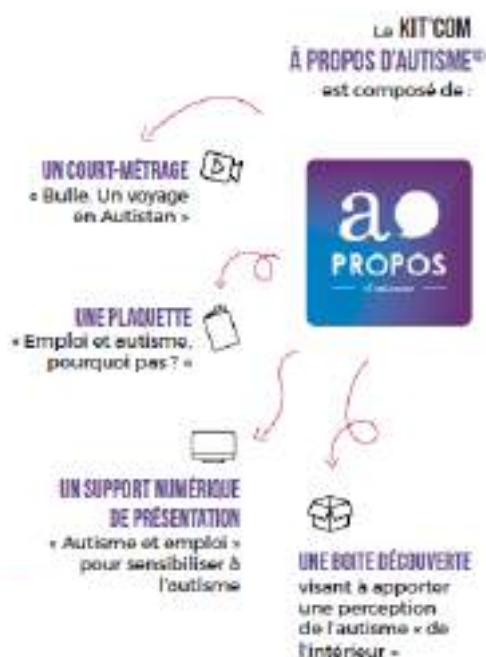 Le KIT'COM
À PROPOS D'AUTISME®
est composé de :
UN COURT-MÉTRAGE
« Bulle. Un voyage
en Autistan »
a
PROPOS
d'autisme
UNE PLAQUETTE
« Emploi et autisme,
pourquoi pas ? »
UN SUPPORT NUMÉRIQUE
DE PRÉSENTATION
« Autisme et emploi »
pour sensibiliser à
l'autisme
UNE BOITE DÉCOUVERTE
visant à apporter
une perception
de l'autisme « de
l'intérieur »